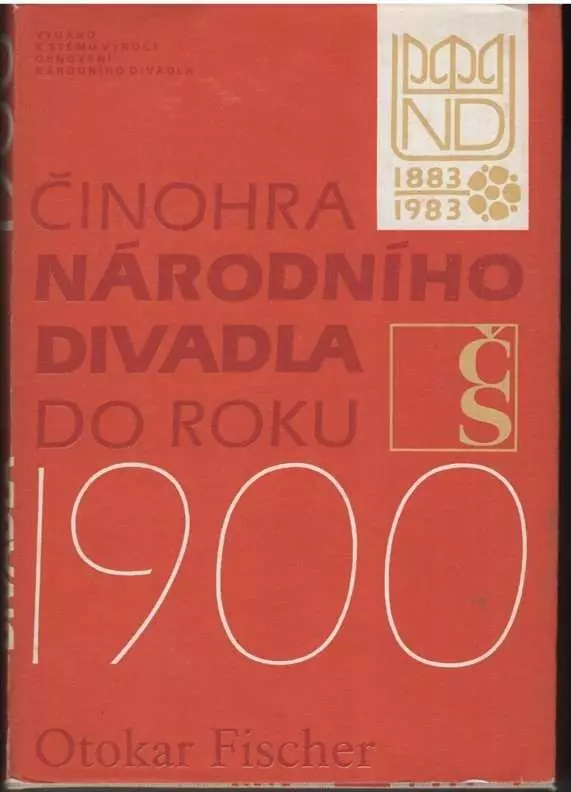 VYDÁNO
K STÉMU VÝROČÍ
OBNOVENÍ
NÁRODNÍHO DIVADLA
ND
1883
1983
ČINOHRA
NÁRODNÍHO
DIVADLA
DO ROKU
ČS
1900
Otokar Fischer